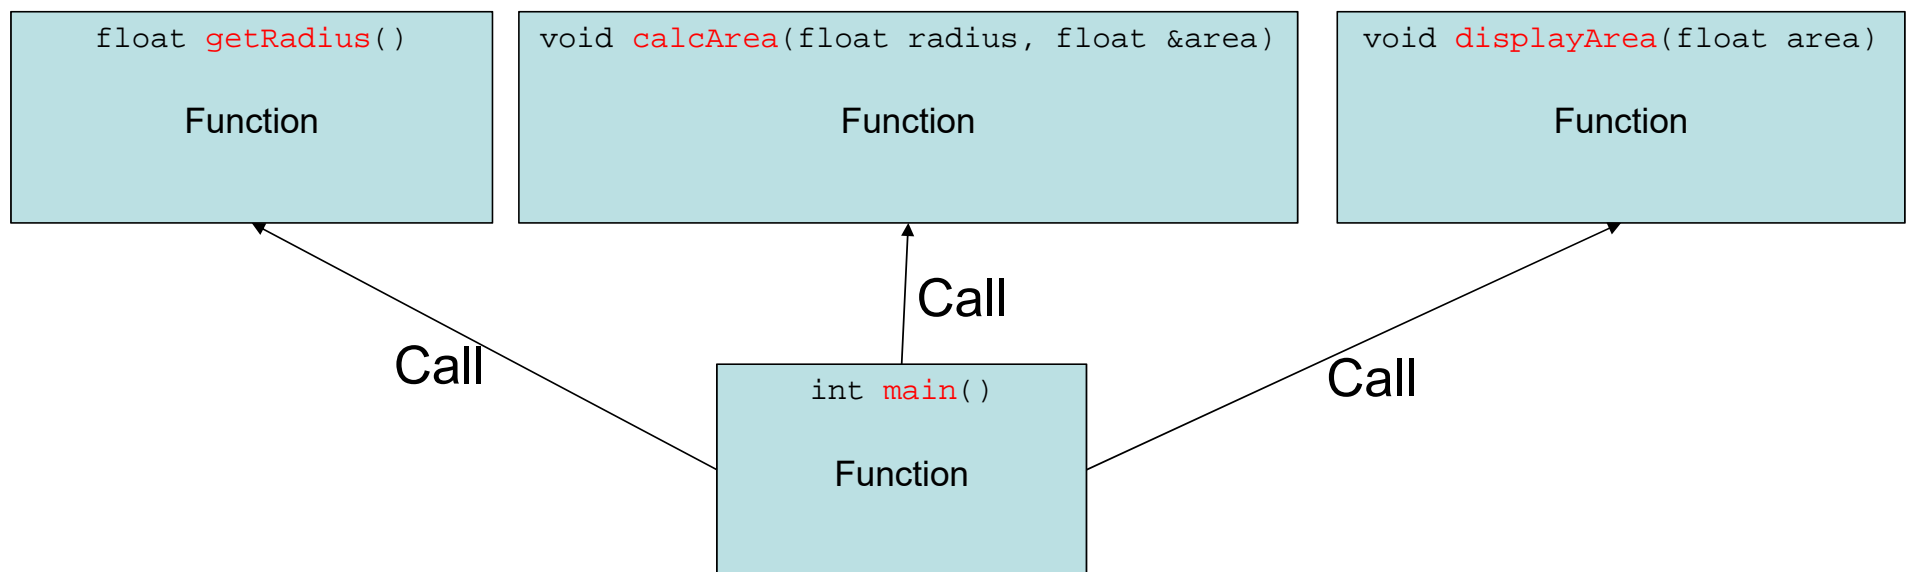 float getRadius()
Function
void calcArea(float radius, float &area)
Function
void displayArea(float area)
Function
Call
Call
Call
int main()
Function